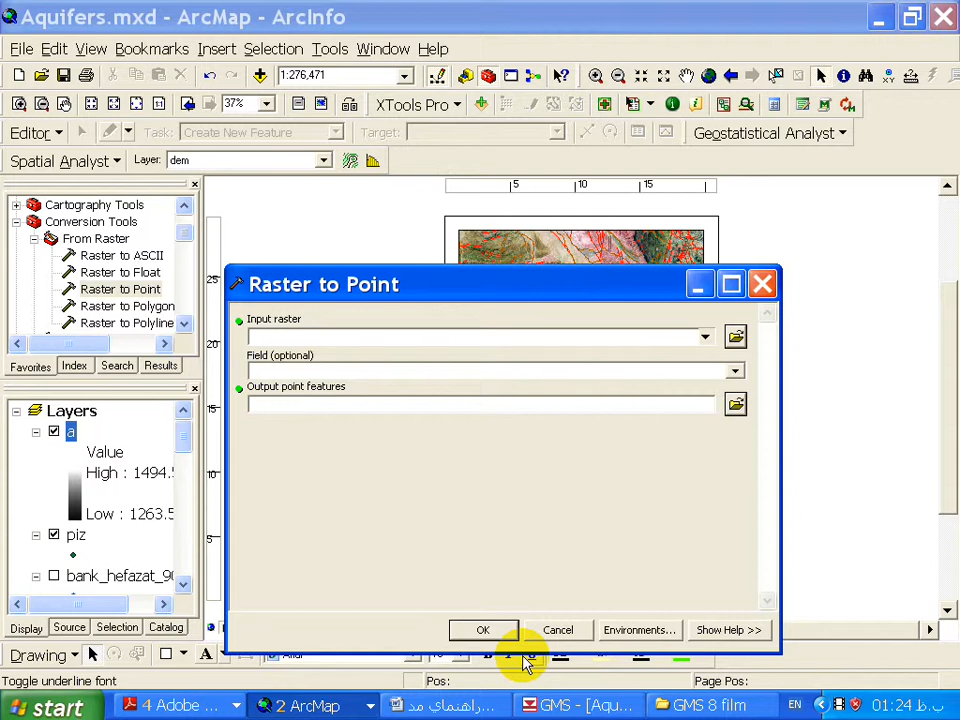 Aquifers.mxd - ArcMap - ArcInfo
File Edit View Bookmarks Insert Selection Tools Window Help
1:276,471
37% XTools Pro
Editor Task: Create New Feature Target: Geostatistical Analyst
Spatial Analyst Layer: dem
Cartography Tools
Conversion Tools
From Raster
Raster to ASCII
Raster to Float
Raster to Point
Raster to Polygon
Raster to Polyline
Favorites Index Search Results
5 10 15
25
20
15
10
5
Layers
a
Value
High : 1494.5
Low : 1263.5
piz
bank_hefazat_90
Display Source Selection Catalog
Raster to Point
Input raster
Field (optional)
Output point features
OK Cancel Environments... Show Help >>
Drawing A
Toggle underline font Pos: Page Pos:
start 4 Adobe ... 2 ArcMap راهنماي مد... GMS - [Aqu... GMS 8 film EN 01:24 ب.ظ